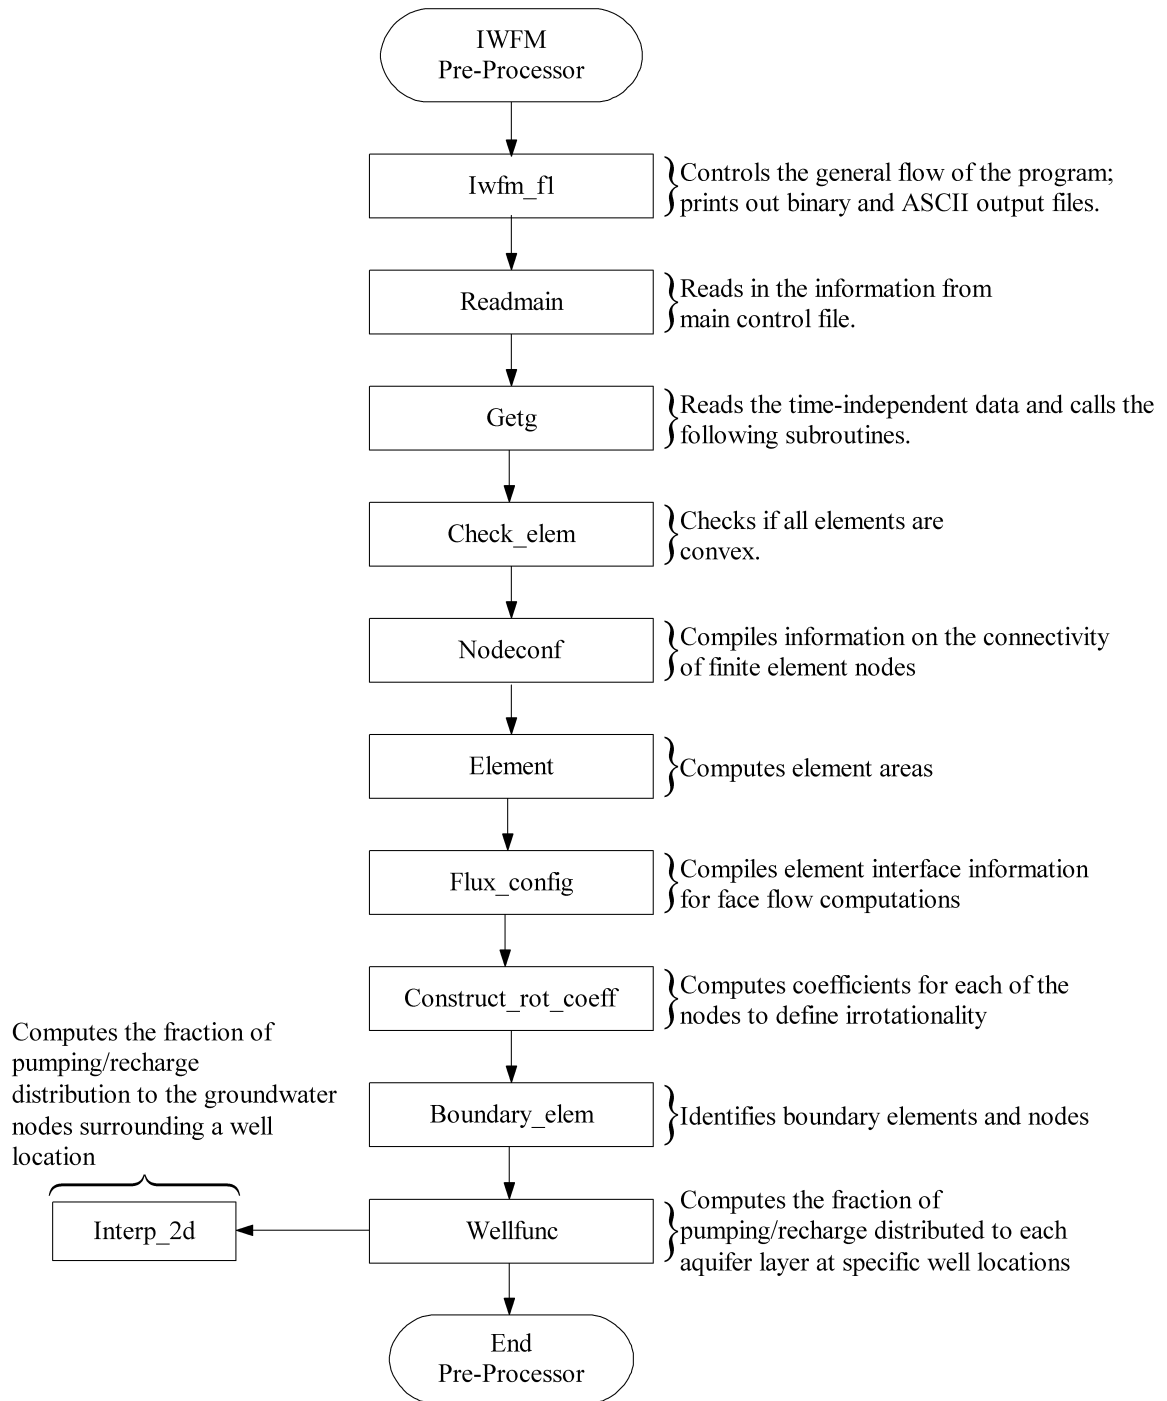 IWFM
Pre-Processor
Iwfm_f1
Controls the general flow of the program;
prints out binary and ASCII output files.
Readmain
Reads in the information from
main control file.
Getg
Reads the time-independent data and calls the
following subroutines.
Check_elem
Checks if all elements are
convex.
Nodeconf
Compiles information on the connectivity
of finite element nodes
Element
Computes element areas
Flux_config
Compiles element interface information
for face flow computations
Construct_rot_coeff
Computes coefficients for each of the
nodes to define irrotationality
Boundary_elem
Identifies boundary elements and nodes
Computes the fraction of
pumping/recharge
distribution to the groundwater
nodes surrounding a well
location
Interp_2d
Wellfunc
Computes the fraction of
pumping/recharge distributed to each
aquifer layer at specific well locations
End
Pre-Processor